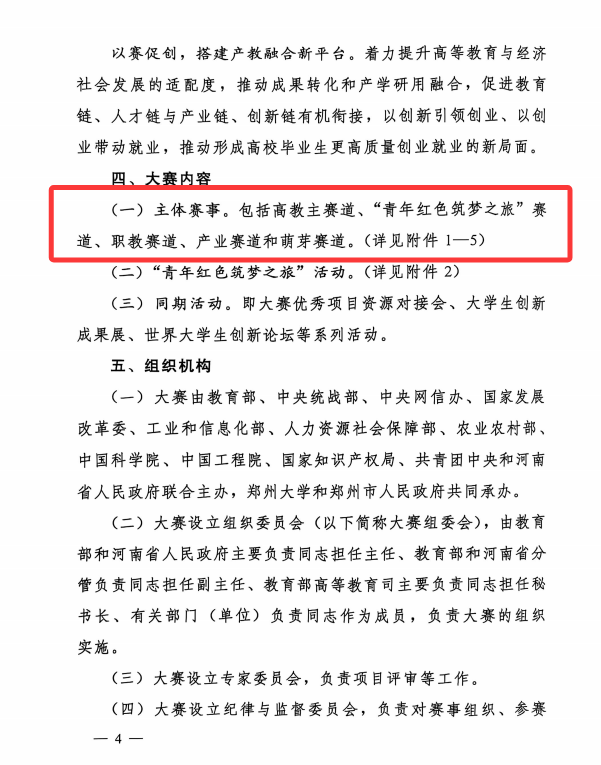 以赛促创，搭建产教融合新平台。着力提升高等教育与经济
社会发展的适配度，推动成果转化和产学研用融合，促进教育
链、人才链与产业链、创新链有机衔接，以创新引领创业、以创
业带动就业，推动形成高校毕业生更高质量创业就业的新局面。
四、大赛内容
（一）主体赛事。包括高教主赛道、“青年红色筑梦之旅”赛
道、职教赛道、产业赛道和萌芽赛道。（详见附件 1—5）
（二）“青年红色筑梦之旅”活动。（详见附件 2）
（三）同期活动。即大赛优秀项目资源对接会、大学生创新
成果展、世界大学生创新论坛等系列活动。
五、组织机构
（一）大赛由教育部、中央统战部、中央网信办、国家发展
改革委、工业和信息化部、人力资源社会保障部、农业农村部、
中国科学院、中国工程院、国家知识产权局、共青团中央和河南
省人民政府联合主办，郑州大学和郑州市人民政府共同承办。
（二）大赛设立组织委员会（以下简称大赛组委会），由教育
部和河南省人民政府主要负责同志担任主任、教育部和河南省分
管负责同志担任副主任、教育部高等教育司主要负责同志担任秘
书长、有关部门（单位）负责同志作为成员，负责大赛的组织
实施。
（三）大赛设立专家委员会，负责项目评审等工作。
（四）大赛设立纪律与监督委员会，负责对赛事组织、参赛
— 4 —